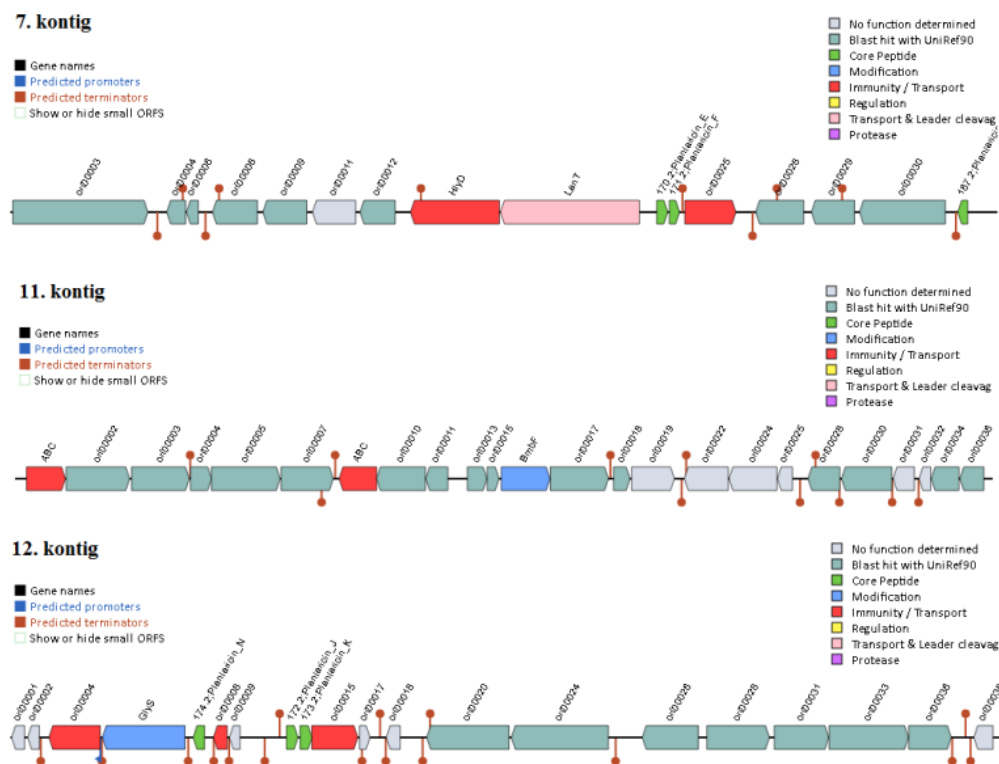 7. kontig
Gene names
Predicted promoters
Predicted terminators
Show or hide small ORFS
No function determined
Blast hit with UniRef90
Core Peptide
Modification
Immunity / Transport
Regulation
Transport & Leader cleavag
Protease
orf00003
orf00004
orf00006
orf00008
orf00009
orf00011
orf00012
HlyD
LanT
170.2;Plantaricin_E
171.2;Plantaricin_F
orf00025
orf00028
orf00029
orf00030
187.2;Plantaricin
11. kontig
Gene names
Predicted promoters
Predicted terminators
Show or hide small ORFS
No function determined
Blast hit with UniRef90
Core Peptide
Modification
Immunity / Transport
Regulation
Transport & Leader cleavag
Protease
ABC
orf00002
orf00003
orf00004
orf00005
orf00007
ABC
orf00010
orf00011
orf00013
orf00015
BmbF
orf00017
orf00018
orf00019
orf00022
orf00024
orf00025
orf00028
orf00030
orf00031
orf00032
orf00034
orf00036
12. kontig
Gene names
Predicted promoters
Predicted terminators
Show or hide small ORFS
No function determined
Blast hit with UniRef90
Core Peptide
Modification
Immunity / Transport
Regulation
Transport & Leader cleavag
Protease
orf00001
orf00002
orf00004
GlyS
174.2;Plantaricin_N
orf00008
orf00009
172.2;Plantaricin_J
173.2;Plantaricin_K
orf00015
orf00017
orf00018
orf00020
orf00024
orf00026
orf00028
orf00031
orf00033
orf00036